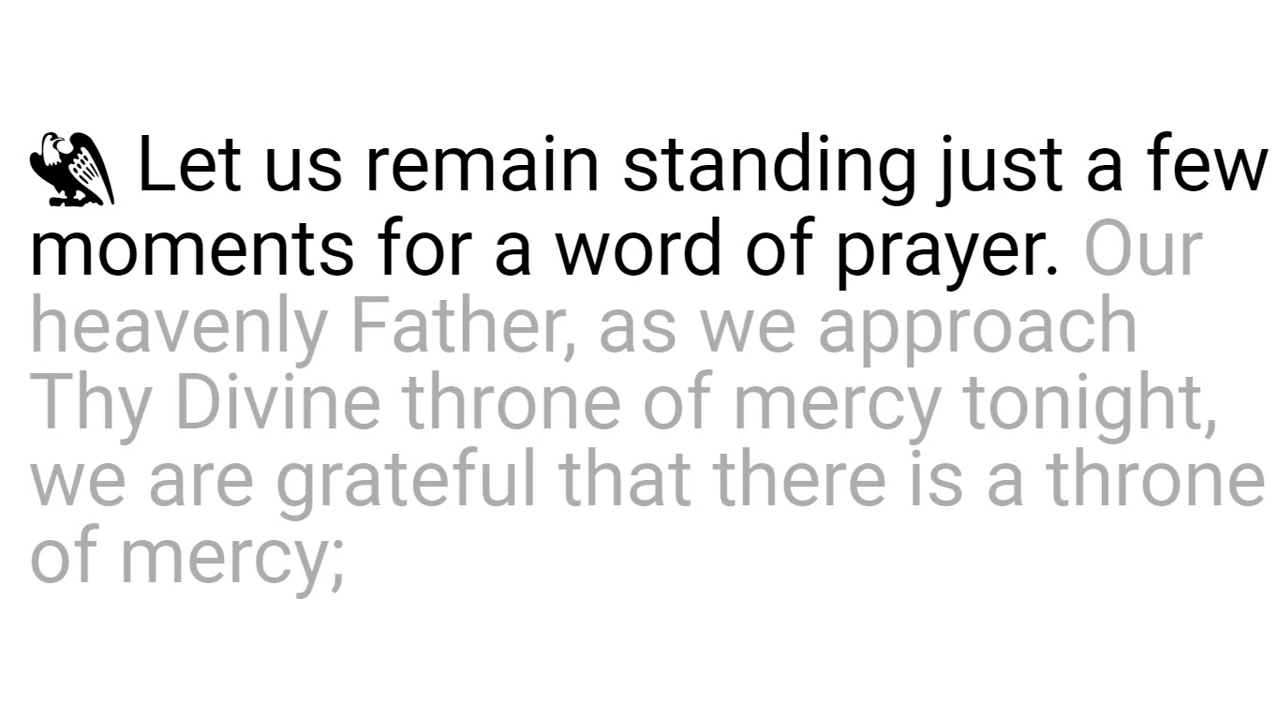 Let us remain standing just a few
moments for a word of prayer. Our
heavenly Father, as we approach
Thy Divine throne of mercy tonight,
we are grateful that there is a throne
of mercy;